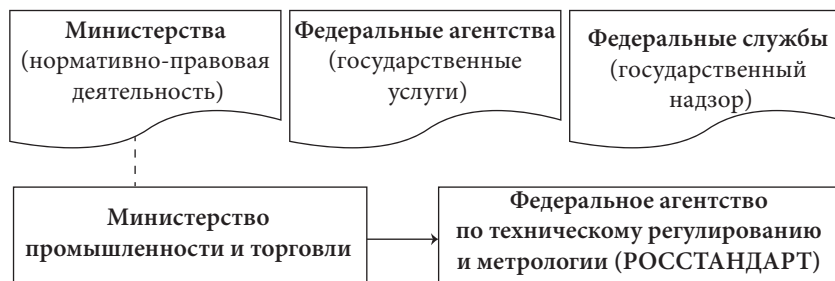 Министерства
(нормативно-правовая
деятельность)
Федеральные агентства
(государственные
услуги)
Федеральные службы
(государственный
надзор)
Министерство
промышленности и торговли
Федеральное агентство
по техническому регулированию
и метрологии (РОССТАНДАРТ)